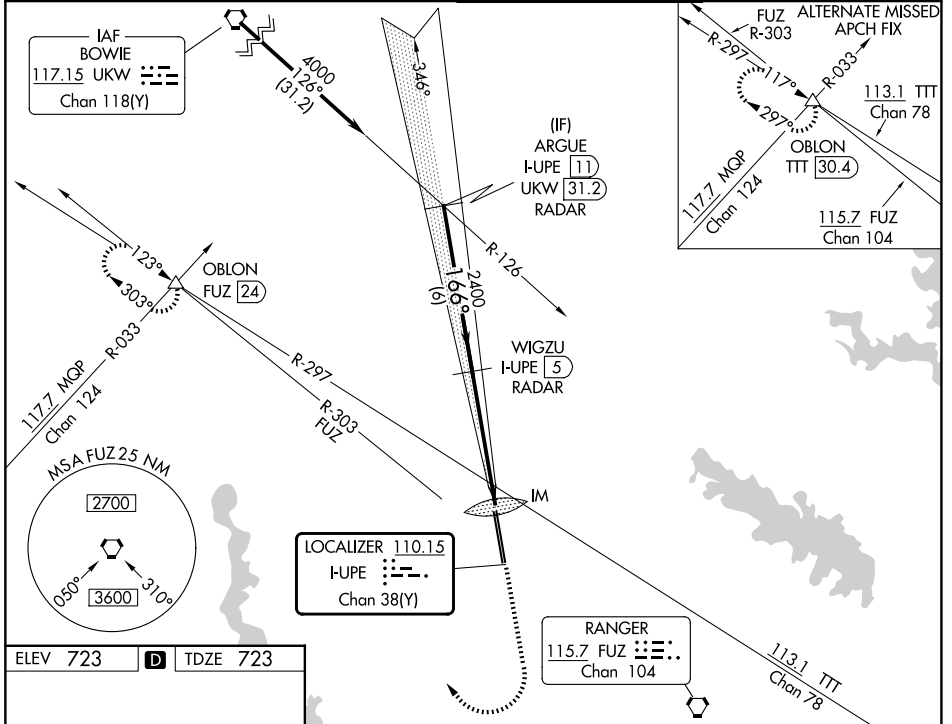 IAF
BOWIE
117.15 UKW
Chan 118(Y)
4000
126°
(31.2)
346°
(IF)
ARGUE
I-UPE 11
UKW 31.2
RADAR
FUZ
R-303
ALTERNATE MISSED
APCH FIX
R-297
117°
R-033
297°
113.1 TTT
Chan 78
OBLON
TTT 30.4
117.7 MQP
Chan 124
115.7 FUZ
Chan 104
R-126
2400
166°
(6)
123°
303°
OBLON
FUZ 24
R-033
117.7 MQP
Chan 124
R-297
R-303
FUZ
WIGZU
I-UPE 5
RADAR
MSA FUZ 25 NM
2700
050°
310°
3600
IM
LOCALIZER 110.15
I-UPE
Chan 38(Y)
RANGER
115.7 FUZ
Chan 104
113.1 TTT
Chan 78
ELEV 723 D TDZE 723